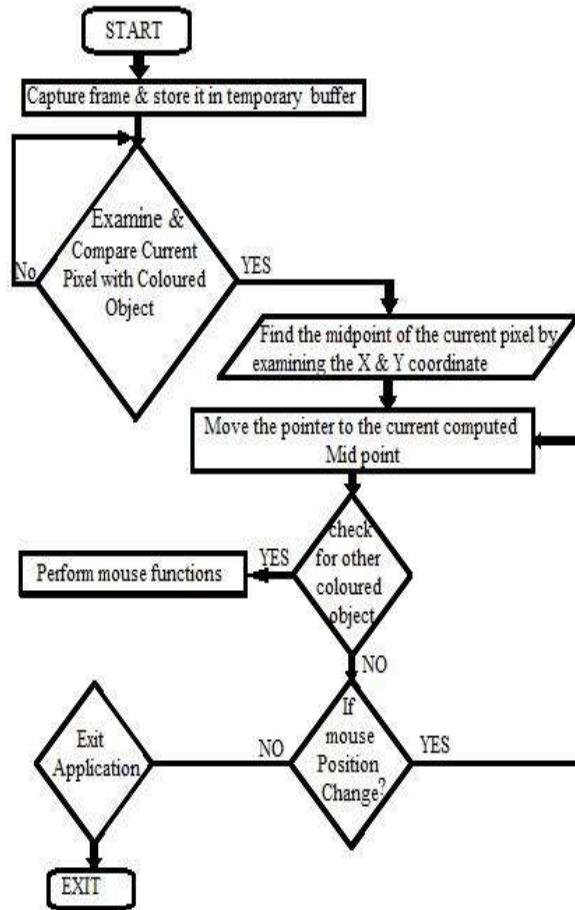 START
Capture frame & store it in temporary buffer
Examine &
Compare Current
Pixel with Coloured
Object
No
YES
Find the midpoint of the current pixel by
examining the X & Y coordinate
Move the pointer to the current computed
Mid point
check
for other
coloured
object
YES
Perform mouse functions
NO
If
mouse
Position
Change?
NO
YES
Exit
Application
EXIT